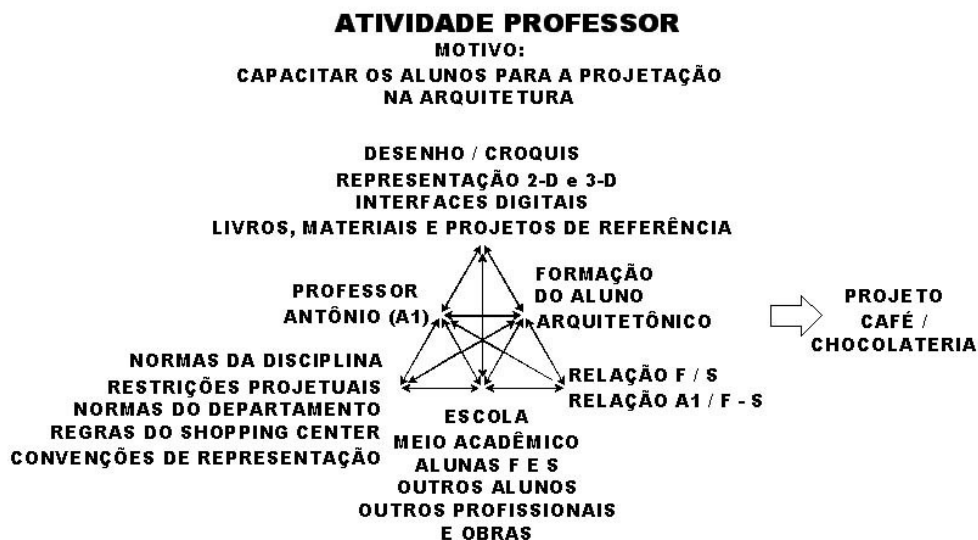 ATIVIDADE PROFESSOR
MOTIVO:
CAPACITAR OS ALUNOS PARA A PROJETAÇÃO
NA ARQUITETURA
DESENHO / CROQUIS
REPRESENTAÇÃO 2-D e 3-D
INTERFACES DIGITAIS
LIVROS, MATERIAIS E PROJETOS DE REFERÊNCIA
PROFESSOR
ANTÔNIO (A1)
FORMAÇÃO
DO ALUNO
ARQUITETÔNICO
PROJETO
CAFÉ /
CHOCOLATERIA
NORMAS DA DISCIPLINA
RESTRIÇÕES PROJETUAIS
NORMAS DO DEPARTAMENTO
REGRAS DO SHOPPING CENTER
CONVENÇÕES DE REPRESENTAÇÃO
RELAÇÃO F / S
RELAÇÃO A1 / F - S
ESCOLA
MEIO ACADÊMICO
ALUNAS F E S
OUTROS ALUNOS
OUTROS PROFISSIONAIS
E OBRAS